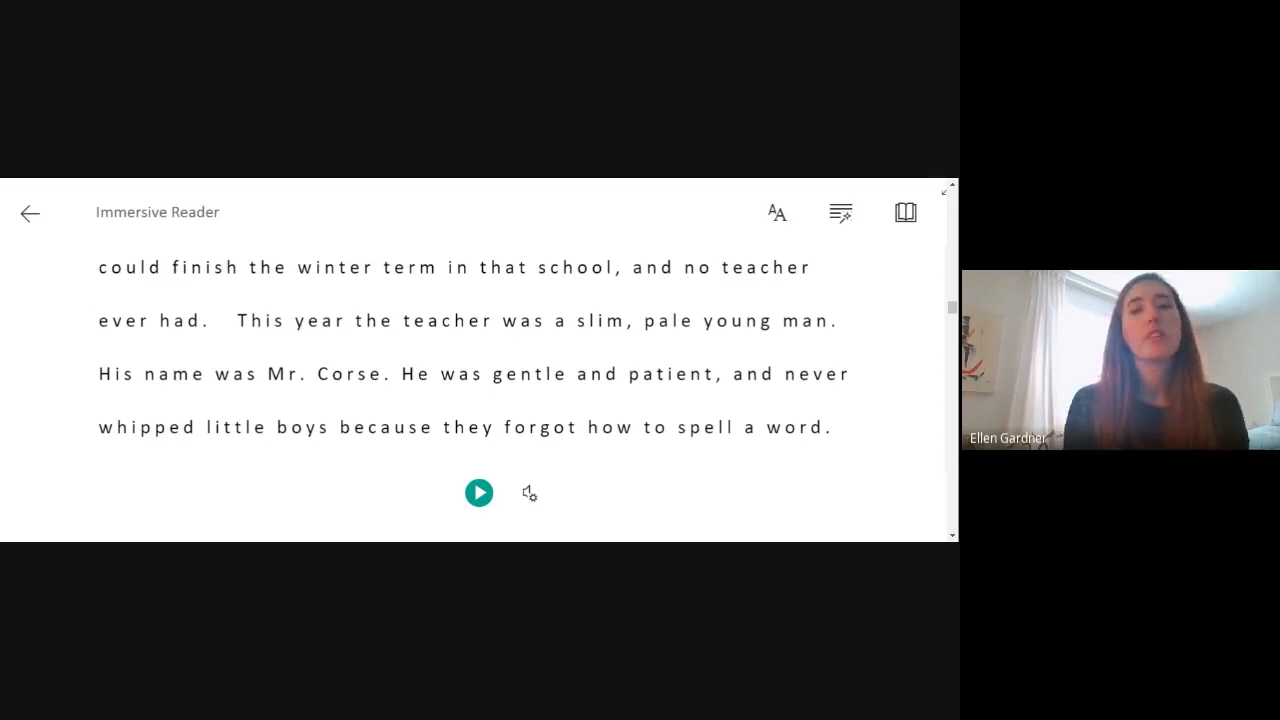 Immersive Reader
could finish the winter term in that school, and no teacher
ever had. This year the teacher was a slim, pale young man.
His name was Mr. Corse. He was gentle and patient, and never
whipped little boys because they forgot how to spell a word.
Ellen Gardner